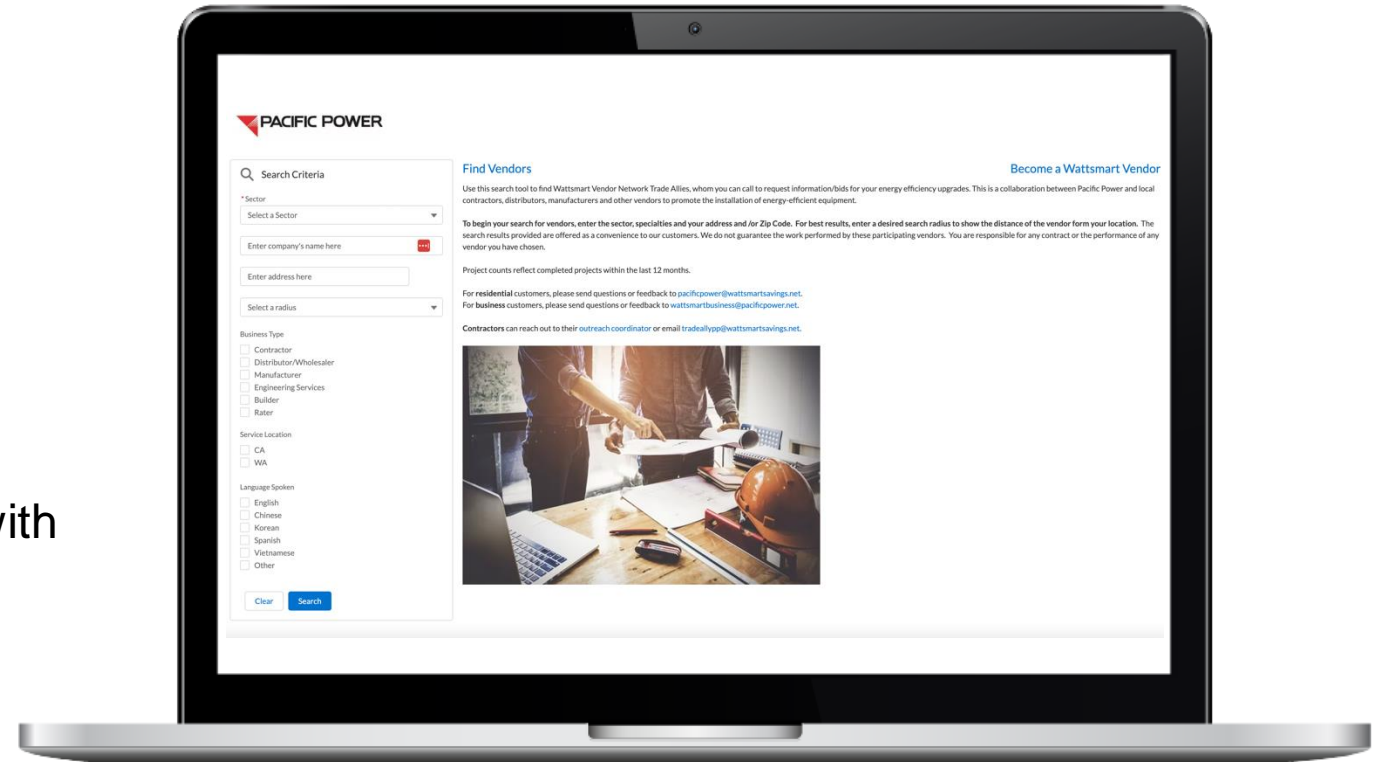 with
PACIFIC POWER
Search Criteria
*Sector
Select a Sector
Enter company's name here
Enter address here
Select a radius
Business Type
Contractor
Distributor/Wholesaler
Manufacturer
Engineering Services
Builder
Rater
Service Location
CA
WA
Language Spoken
English
Chinese
Korean
Spanish
Vietnamese
Other
Clear Search
Find Vendors
Become a Wattsmart Vendor
Use this search tool to find Wattsmart Vendor Network Trade Allies, whom you can call to request information/bids for your energy efficiency upgrades. This is a collaboration between Pacific Power and local
contractors, distributors, manufacturers and other vendors to promote the installation of energy-efficient equipment.
To begin your search for vendors, enter the sector, specialties and your address and /or Zip Code. For best results, enter a desired search radius to show the distance of the vendor form your location. The
search results provided are offered as a convenience to our customers. We do not guarantee the work performed by these participating vendors. You are responsible for any contract or the performance of any
vendor you have chosen.
Project counts reflect completed projects within the last 12 months.
For residential customers, please send questions or feedback to pacificpower@wattsmartsavings.net.
For business customers, please send questions or feedback to wattsmartbusiness@pacificpower.net.
Contractors can reach out to their outreach coordinator or email tradeallypp@wattsmartsavings.net.